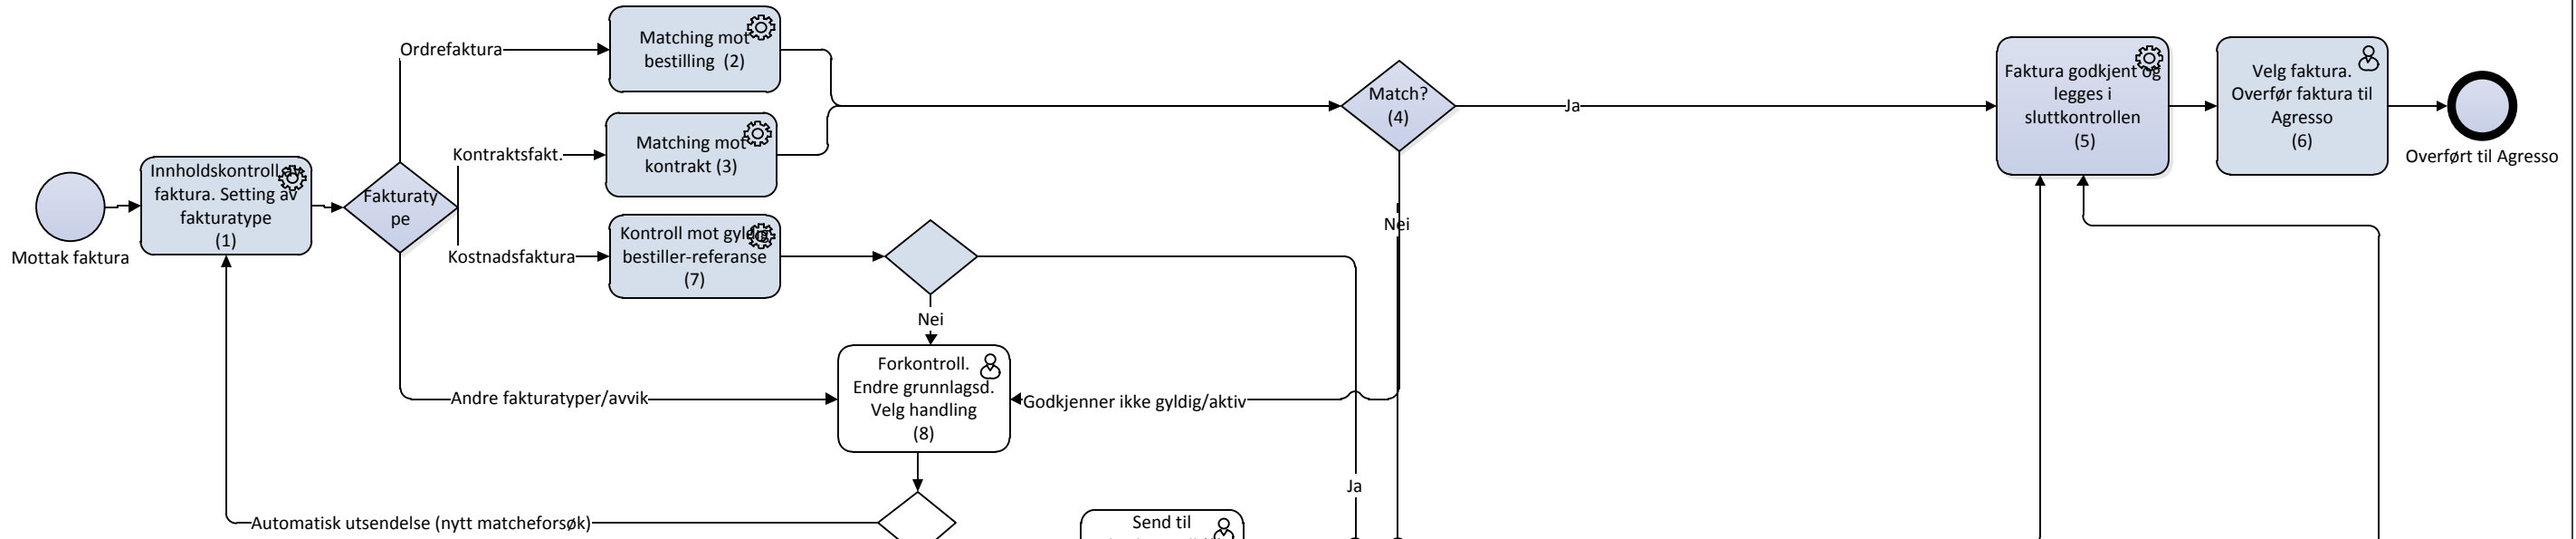 Ordrefaktura
Matching mot
bestilling (2)
Kontraktsfakt.
Matching mot
kontrakt (3)
Mottak faktura
Innholdskontroll
faktura. Setting av
fakturatype
(1)
Fakturaty
pe
Kostnadsfaktura
Kontroll mot gyldig
bestiller-referanse
(7)
Nei
Andre fakturatyper/avvik
Forkontroll.
Endre grunnlagsd.
Velg handling
(8)
Godkjenner ikke gyldig/aktiv
Automatisk utsendelse (nytt matcheforsøk)
Match?
(4)
Ja
Nei
Ja
Send til
Faktura godkjent og
legges i
sluttkontrollen
(5)
Velg faktura.
Overfør faktura til
Agresso
(6)
Overført til Agresso